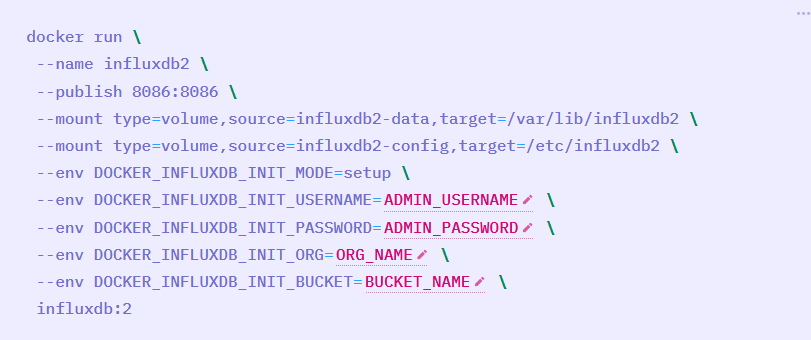 docker run \
--name influxdb2 \
--publish 8086:8086 \
--mount type=volume,source=influxdb2-data,target=/var/lib/influxdb2 \
--mount type=volume,source=influxdb2-config,target=/etc/influxdb2 \
--env DOCKER_INFLUXDB_INIT_MODE=setup \
--env DOCKER_INFLUXDB_INIT_USERNAME=ADMIN_USERNAME \
--env DOCKER_INFLUXDB_INIT_PASSWORD=ADMIN_PASSWORD \
--env DOCKER_INFLUXDB_INIT_ORG=ORG_NAME \
--env DOCKER_INFLUXDB_INIT_BUCKET=BUCKET_NAME \
influxdb:2